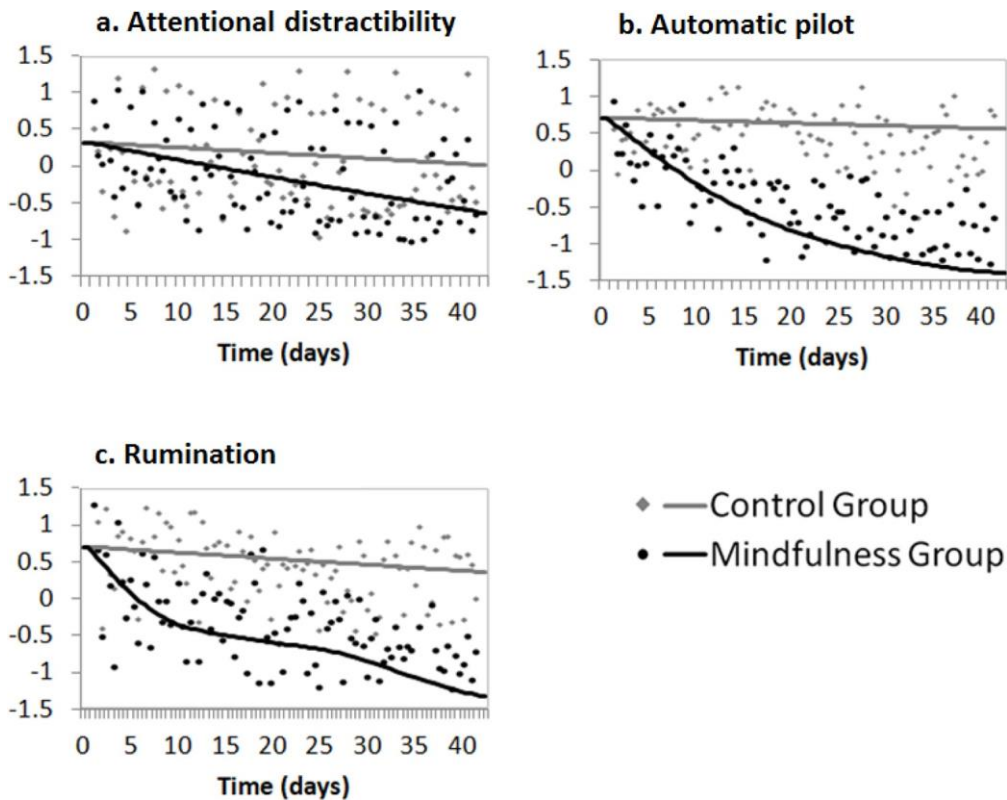 a. Attentional distractibility
1.5
1
0.5
0
-0.5
-1
-1.5
0 5 10 15 20 25 30 35 40
Time (days)
b. Automatic pilot
1.5
1
0.5
0
-0.5
-1
-1.5
0 5 10 15 20 25 30 35 40
Time (days)
c. Rumination
1.5
1
0.5
0
-0.5
-1
-1.5
0 5 10 15 20 25 30 35 40
Time (days)
Control Group
Mindfulness Group